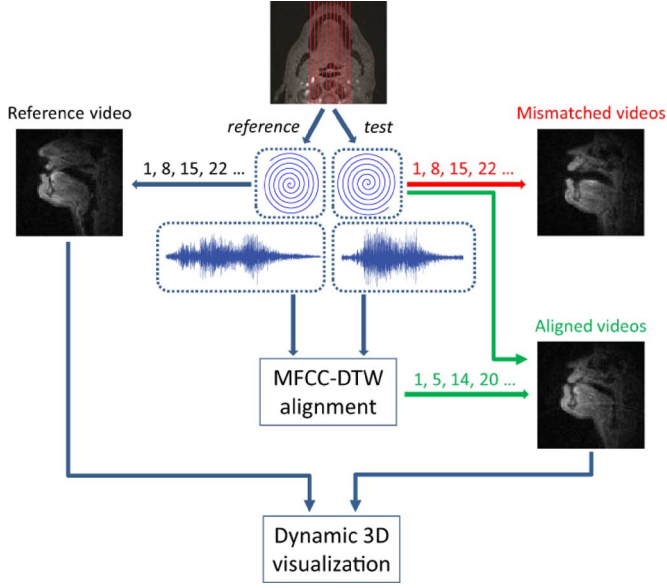 Reference video
reference
test
Mismatched videos
1, 8, 15, 22 ...
1, 8, 15, 22 ...
Aligned videos
MFCC-DTW
alignment
1, 5, 14, 20 ...
Dynamic 3D
visualization